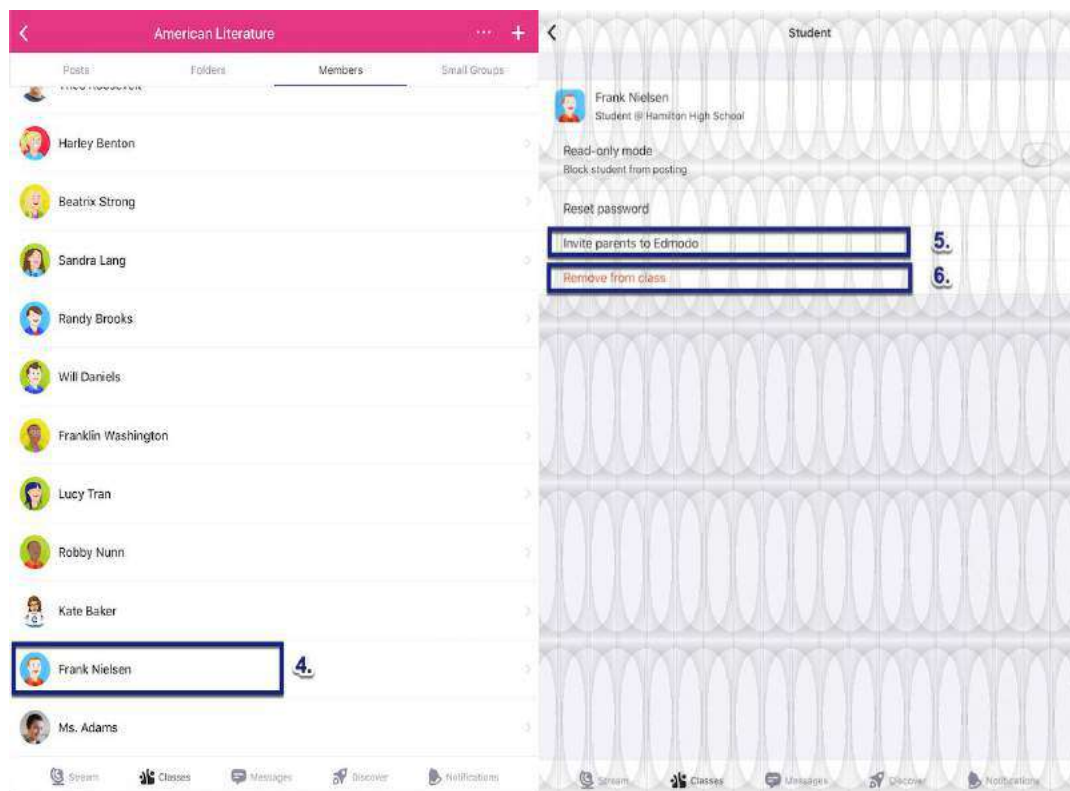 American Literature
Posts
Folders
Members
Small Groups
Theo Roosevelt
Harley Benton
Beatrix Strong
Sandra Lang
Randy Brooks
Will Daniels
Franklin Washington
Lucy Tran
Robby Nunn
Kate Baker
Frank Nielsen
4.
Ms. Adams
Stream
Classes
Messages
Discover
Notifications
Student
Frank Nielsen
Student @ Hamilton High School
Read-only mode
Block student from posting
Reset password
Invite parents to Edmodo
5.
Remove from class
6.
Stream
Classes
Messages
Discover
Notifications